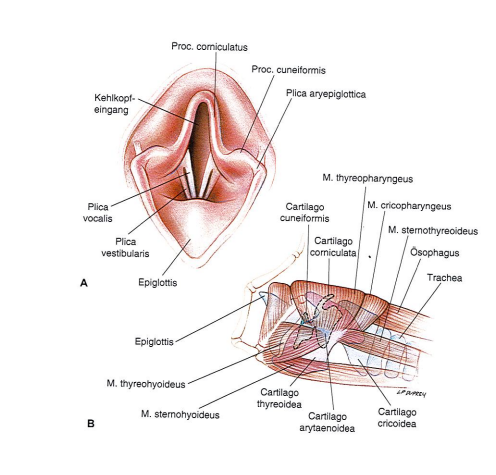 Proc. corniculatus
Proc. cuneiformis
Plica aryepiglottica
Kehlkopf-
eingang
Plica
vocalis
Plica
vestibularis
Epiglottis
A
M. thyreopharyngeus
M. cricopharyngeus
M. sternothyreoideus
Ösophagus
Trachea
Cartilago
cuneiformis
Cartilago
corniculata
Epiglottis
M. thyreohyoideus
M. sternohyoideus
Cartilago
thyreoidea
Cartilago
arytaenoidea
Cartilago
cricoidea
B